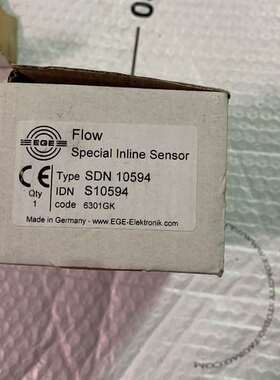 EGE
Flow
Special Inline Sensor
CE
Type SDN 10594
Qty IDN S10594
1 code 6301GK
Made in Germany - www.EGE-Elektronik.com
0